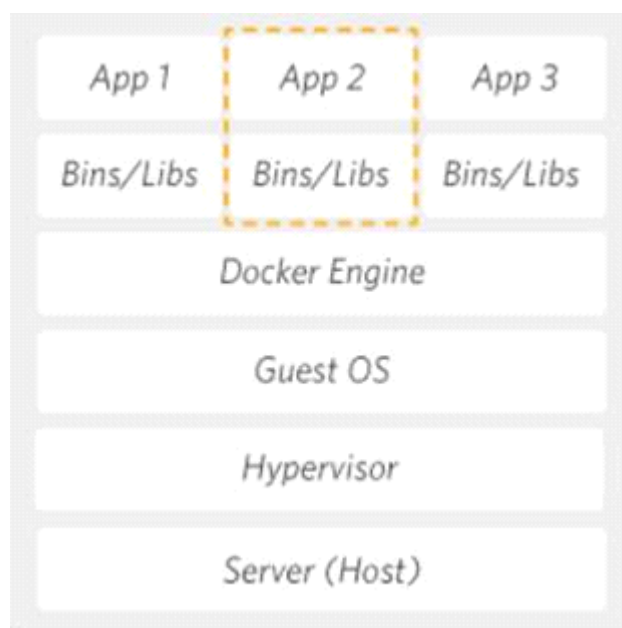 App 1 App 2 App 3
Bins/Libs Bins/Libs Bins/Libs
Docker Engine
Guest OS
Hypervisor
Server (Host)